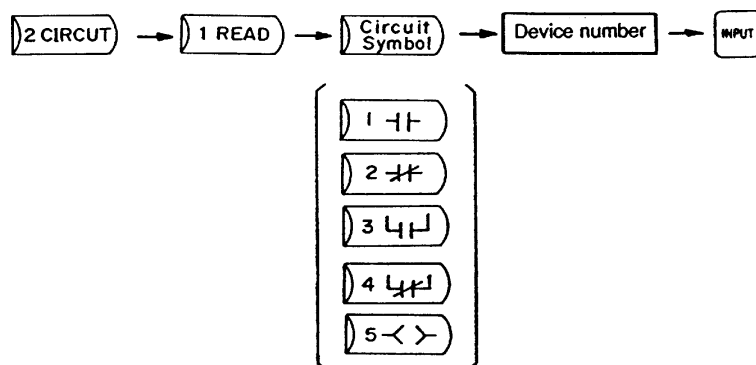 2 CIRCUT
1 READ
Circuit
Symbol
Device number
INPUT
1
2
3
4
5